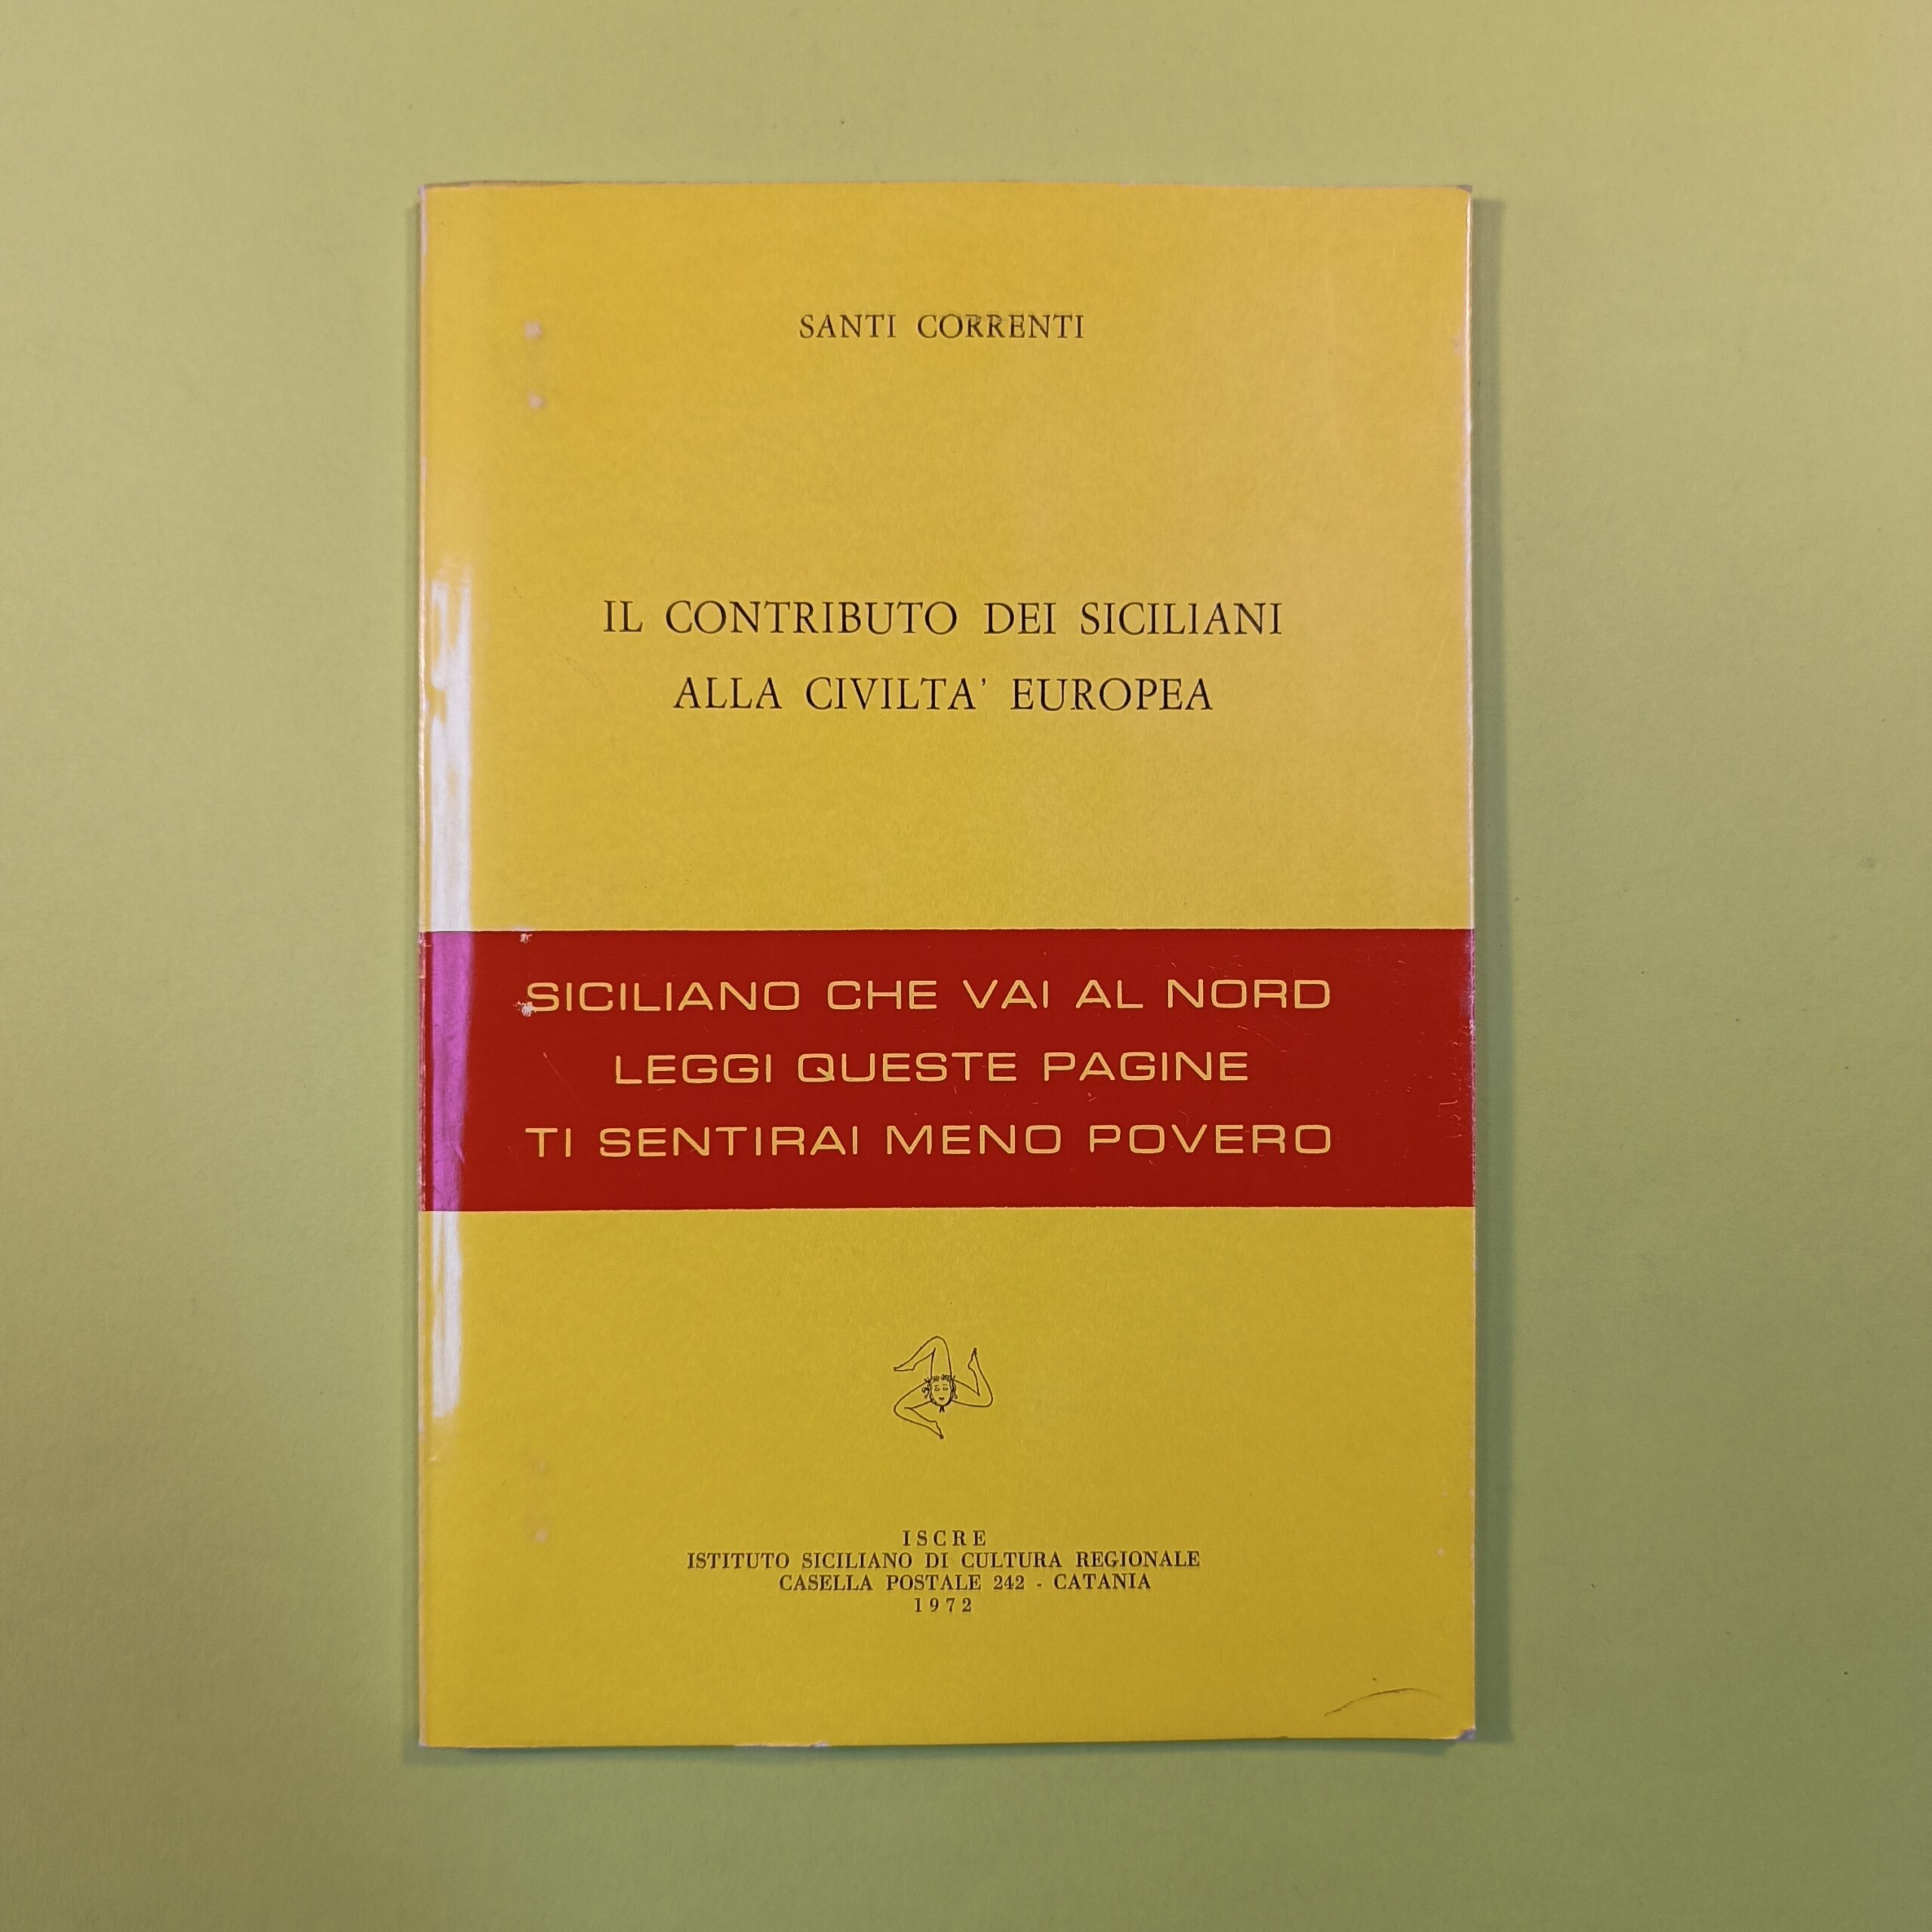 SANTI CORRENTI
IL CONTRIBUTO DEI SICILIANI
ALLA CIVILTA' EUROPEA
SICILIANO CHE VAI AL NORD
LEGGI QUESTE PAGINE
TI SENTIRAI MENO POVERO
ISCRE
ISTITUTO SICILIANO DI CULTURA REGIONALE
CASELLA POSTALE 242 - CATANIA
1972